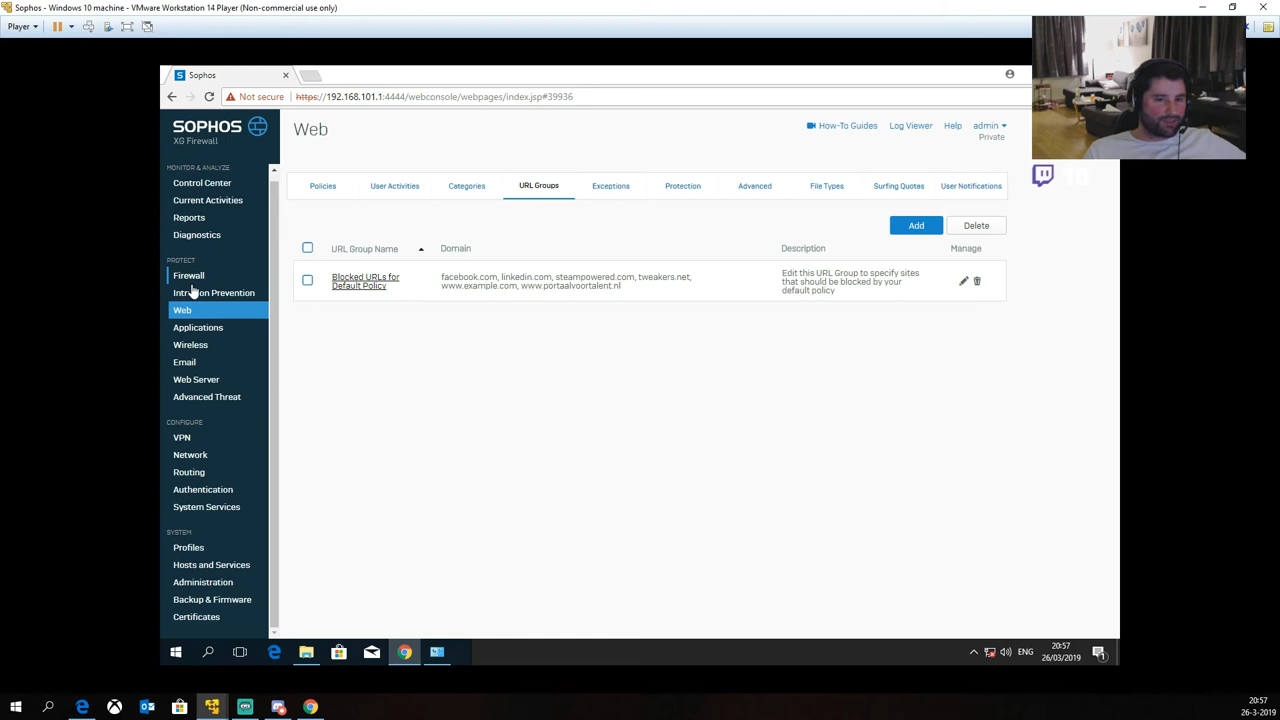 Sophos - Windows 10 machine - VMware Workstation 14 Player (Non-commercial use only)
Player
Sophos
Not secure
https://192.168.101.1:4444/webconsole/webpages/index.jsp#39936
SOPHOS
XG Firewall
Web
How-To Guides
Log Viewer
Help
admin
Private
MONITOR & ANALYZE
Control Center
Current Activities
Reports
Diagnostics
PROTECT
Firewall
Intrusion Prevention
Web
Applications
Wireless
Email
Web Server
Advanced Threat
CONFIGURE
VPN
Network
Routing
Authentication
System Services
SYSTEM
Profiles
Hosts and Services
Administration
Backup & Firmware
Certificates
Policies
User Activities
Categories
URL Groups
Exceptions
Protection
Advanced
File Types
Surfing Quotas
User Notifications
Add
Delete
URL Group Name
Domain
Description
Manage
Blocked URLs for
Default Policy
facebook.com, linkedin.com, steampowered.com, tweakers.net,
www.example.com, www.portaalvoortalent.nl
Edit this URL Group to specify sites
that should be blocked by your
default policy
ENG
20:57
26/03/2019
1
20:57
26-3-2019